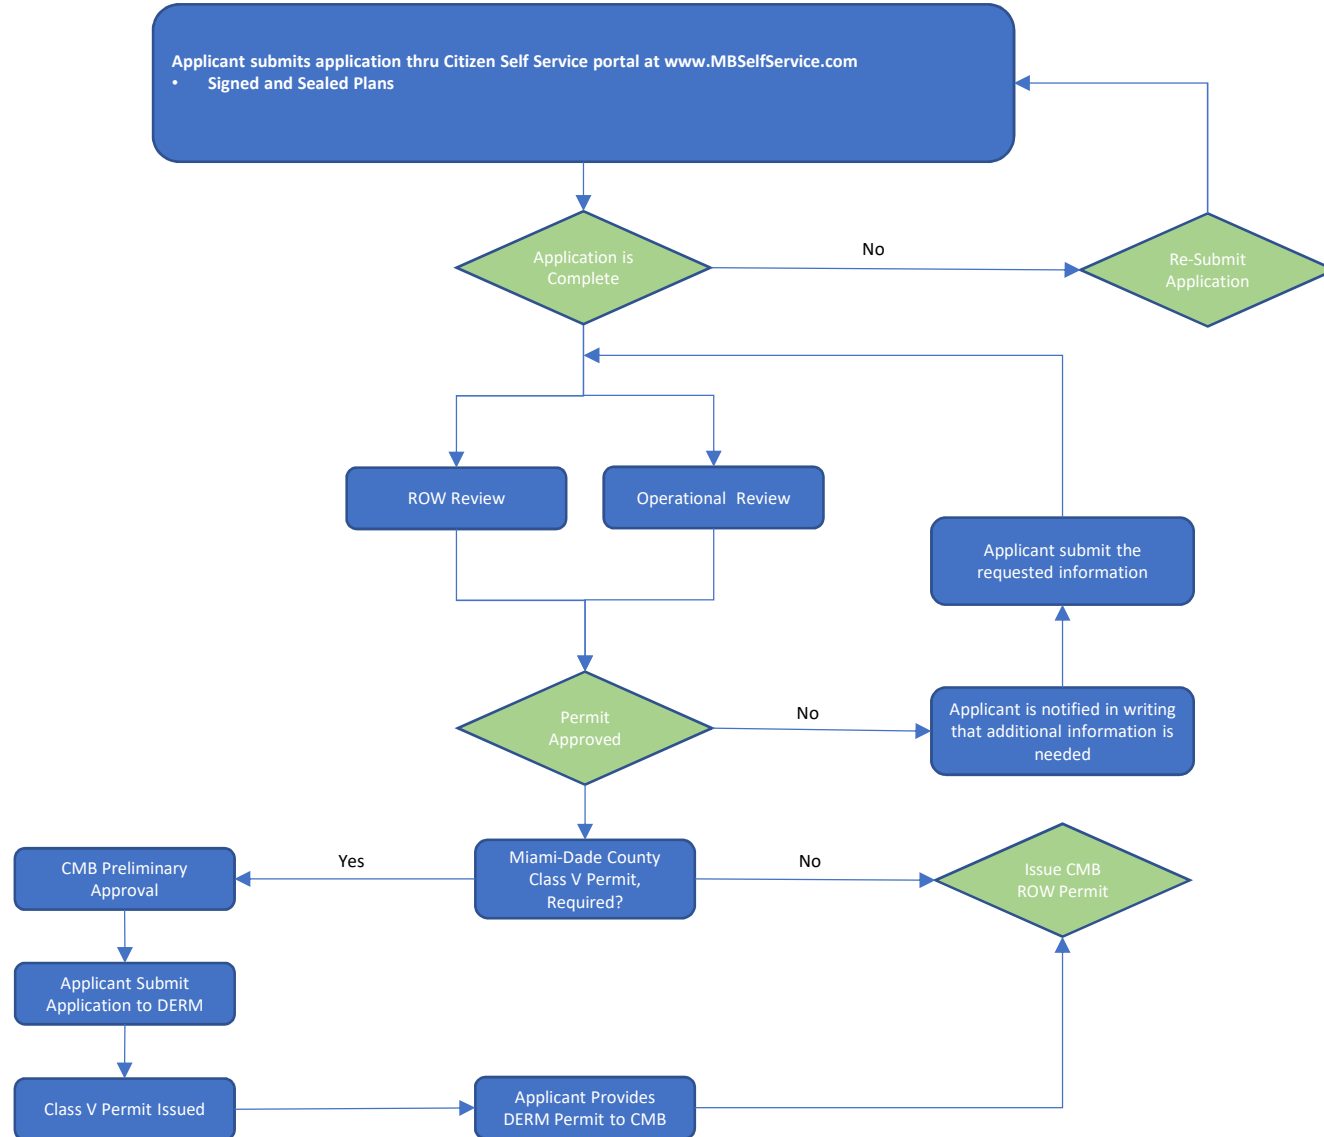 Applicant submits application thru Citizen Self Service portal at www.MBSelfService.com
• Signed and Sealed Plans
Application is
Complete
No
Re-Submit
Application
ROW Review
Operational Review
Applicant submit the
requested information
Permit
Approved
No
Applicant is notified in writing
that additional information is
needed
CMB Preliminary
Approval
Yes
Miami-Dade County
Class V Permit,
Required?
No
Issue CMB
ROW Permit
Applicant Submit
Application to DERM
Class V Permit Issued
Applicant Provides
DERM Permit to CMB